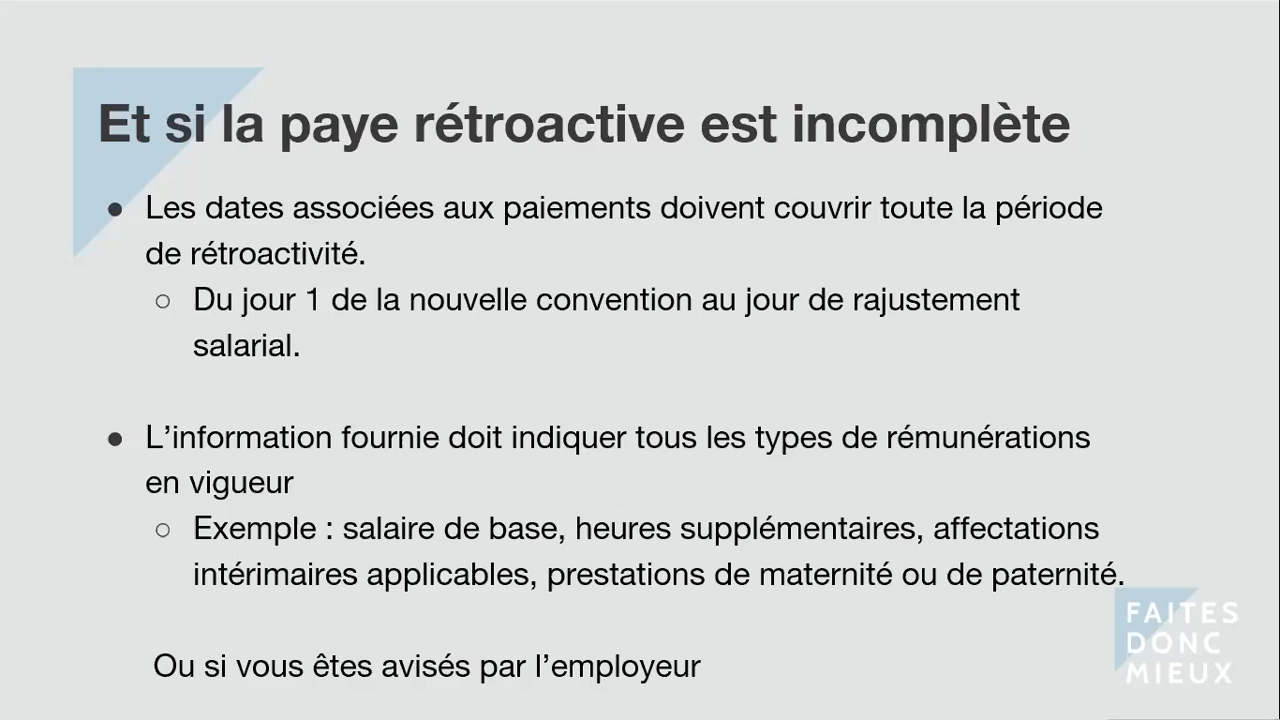 Et si la paye rétroactive est incomplète
● Les dates associées aux paiements doivent couvrir toute la période
de rétroactivité.
○ Du jour 1 de la nouvelle convention au jour de rajustement
salarial.
● L’information fournie doit indiquer tous les types de rémunérations
en vigueur
○ Exemple : salaire de base, heures supplémentaires, affectations
intérimaires applicables, prestations de maternité ou de paternité.
Ou si vous êtes avisés par l’employeur
FAITES
DONC
MIEUX